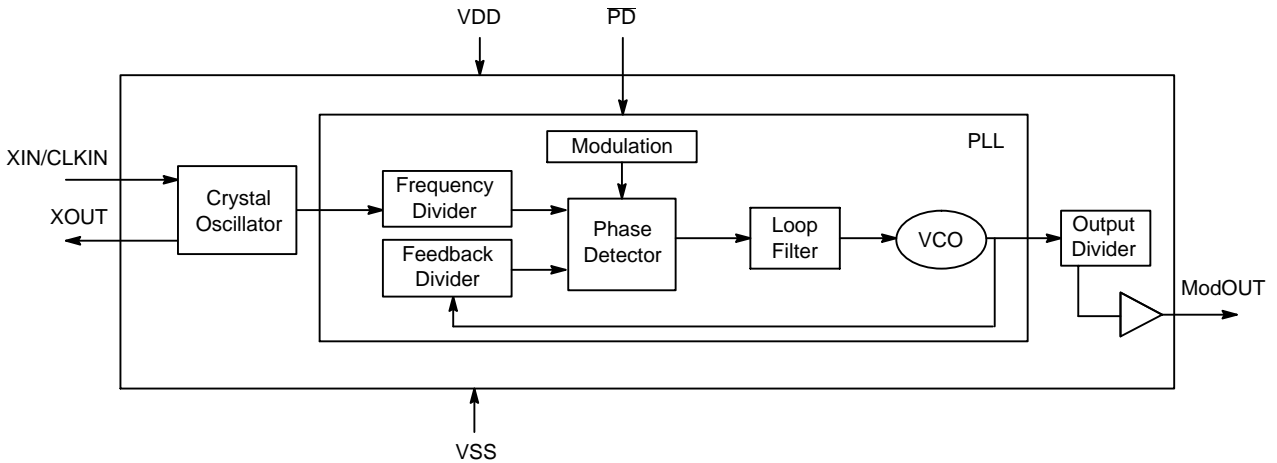 VDD
PD
XIN/CLKIN
XOUT
Crystal
Oscillator
PLL
Modulation
Frequency
Divider
Feedback
Divider
Phase
Detector
Loop
Filter
VCO
Output
Divider
ModOUT
VSS